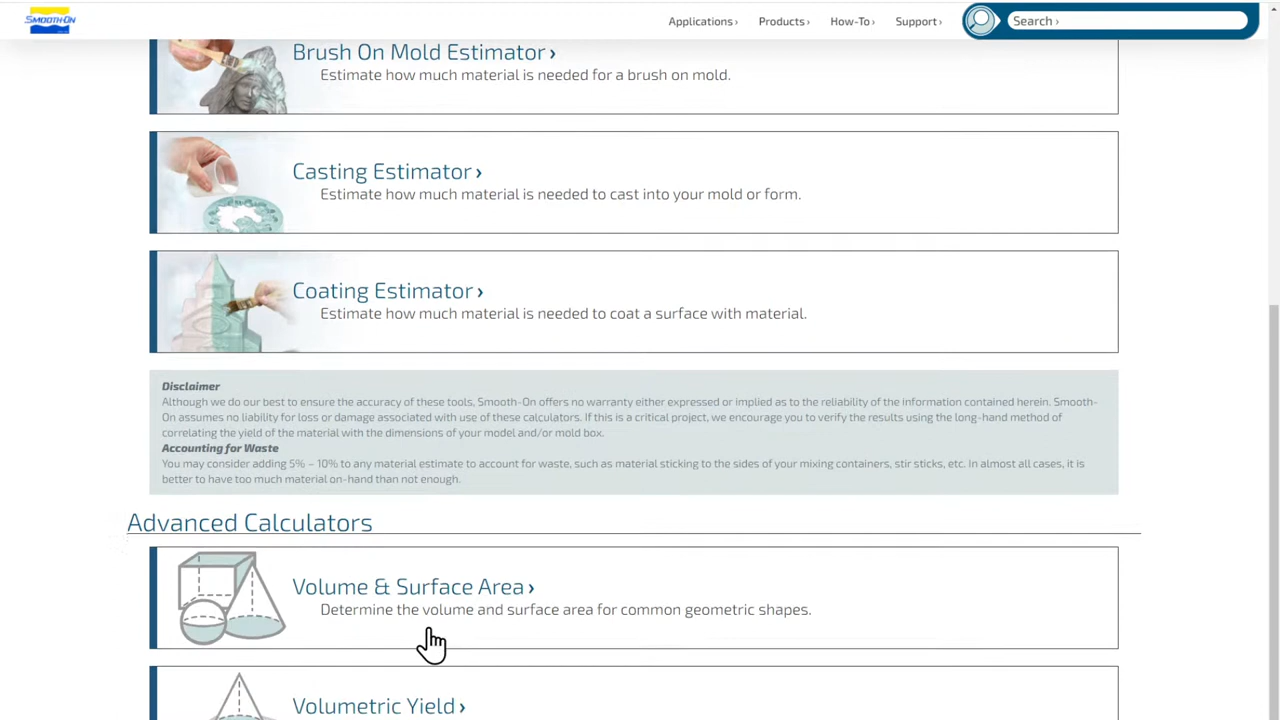 SMOOTH-ON
Applications›
Products›
How-To›
Support›
Search ›
Brush On Mold Estimator›
Estimate how much material is needed for a brush on mold.
Casting Estimator›
Estimate how much material is needed to cast into your mold or form.
Coating Estimator›
Estimate how much material is needed to coat a surface with material.
Disclaimer
Although we do our best to ensure the accuracy of these tools, Smooth-On offers no warranty either expressed or implied as to the reliability of the information contained herein. Smooth-
On assumes no liability for loss or damage associated with use of these calculators. If this is a critical project, we encourage you to verify the results using the long-hand method of
correlating the yield of the material with the dimensions of your model and/or mold box.
Accounting for Waste
You may consider adding 5% – 10% to any material estimate to account for waste, such as material sticking to the sides of your mixing containers, stir sticks, etc. In almost all cases, it is
better to have too much material on-hand than not enough.
Advanced Calculators
Volume & Surface Area›
Determine the volume and surface area for common geometric shapes.
Volumetric Yield›